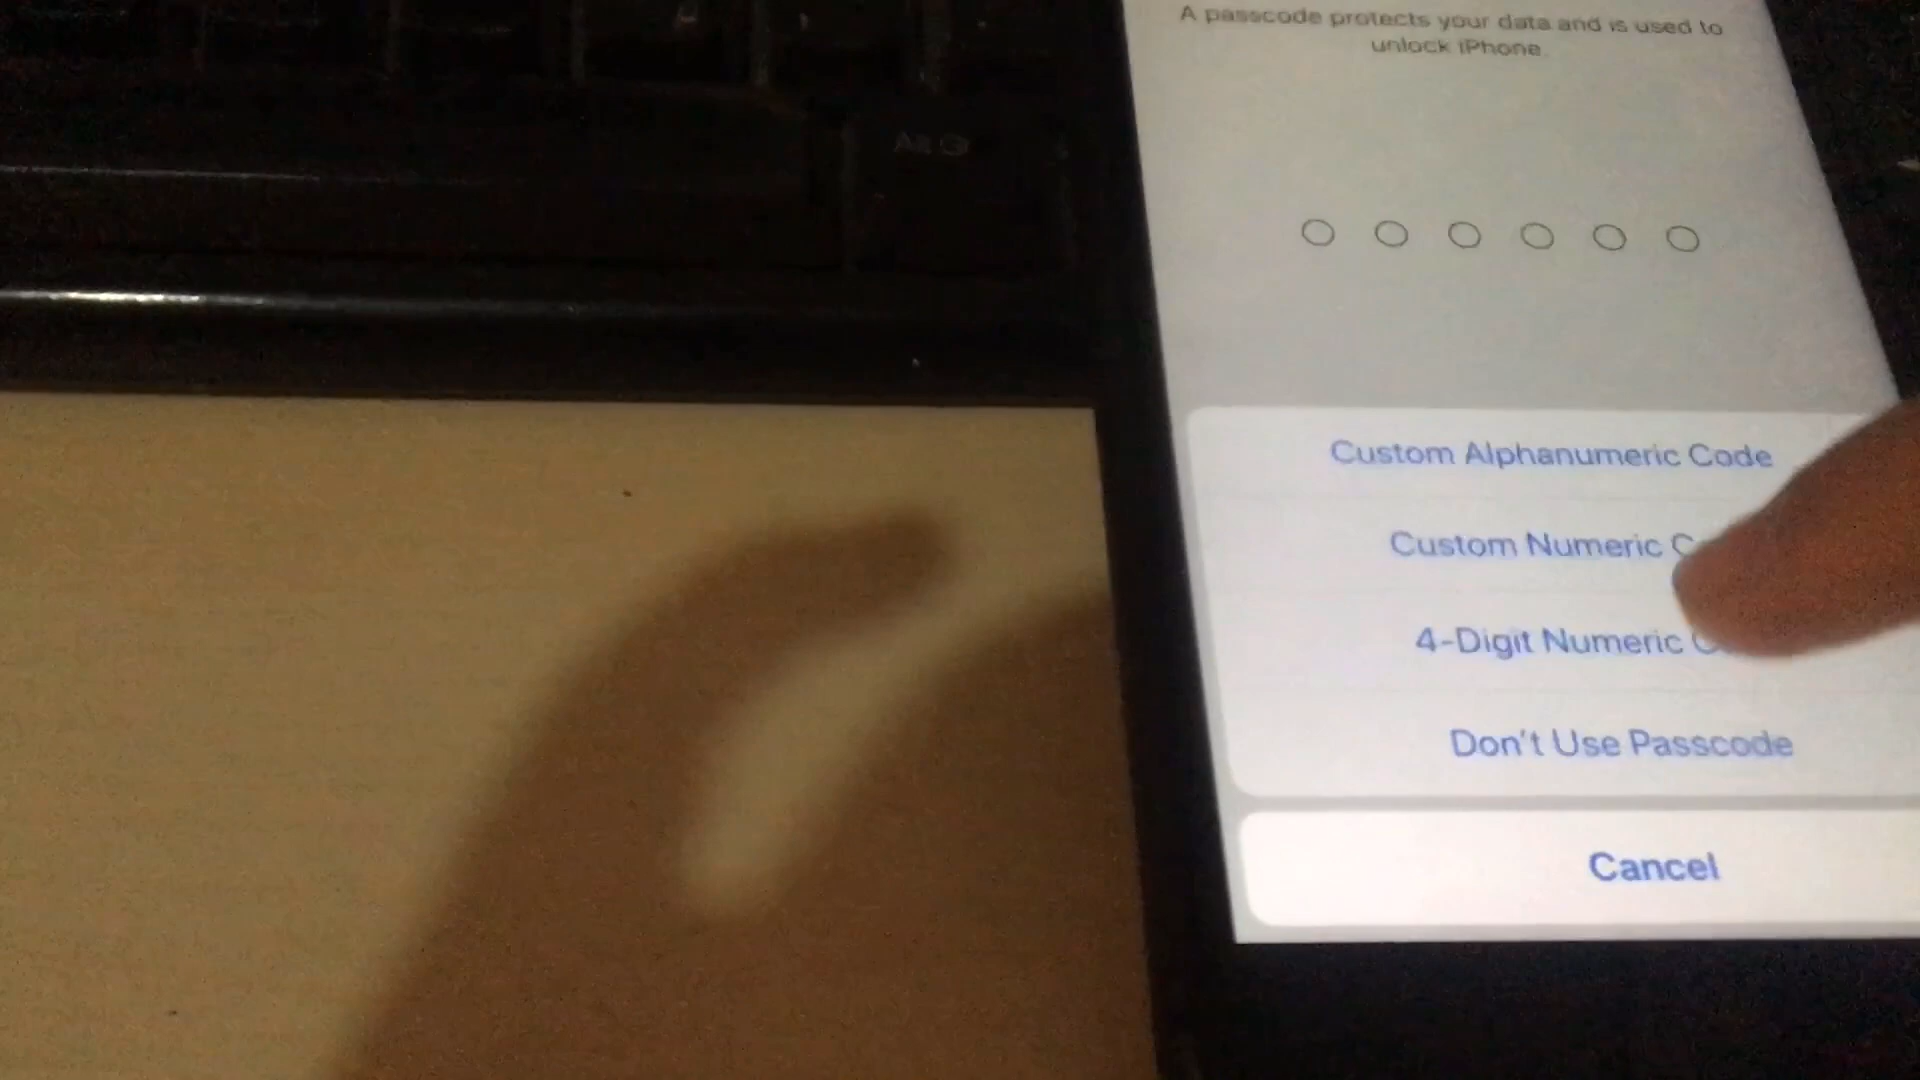 A passcode protects your data and is used to
unlock iPhone.
Custom Alphanumeric Code
Custom Numeric
4-Digit Numeric
Don't Use Passcode
Cancel